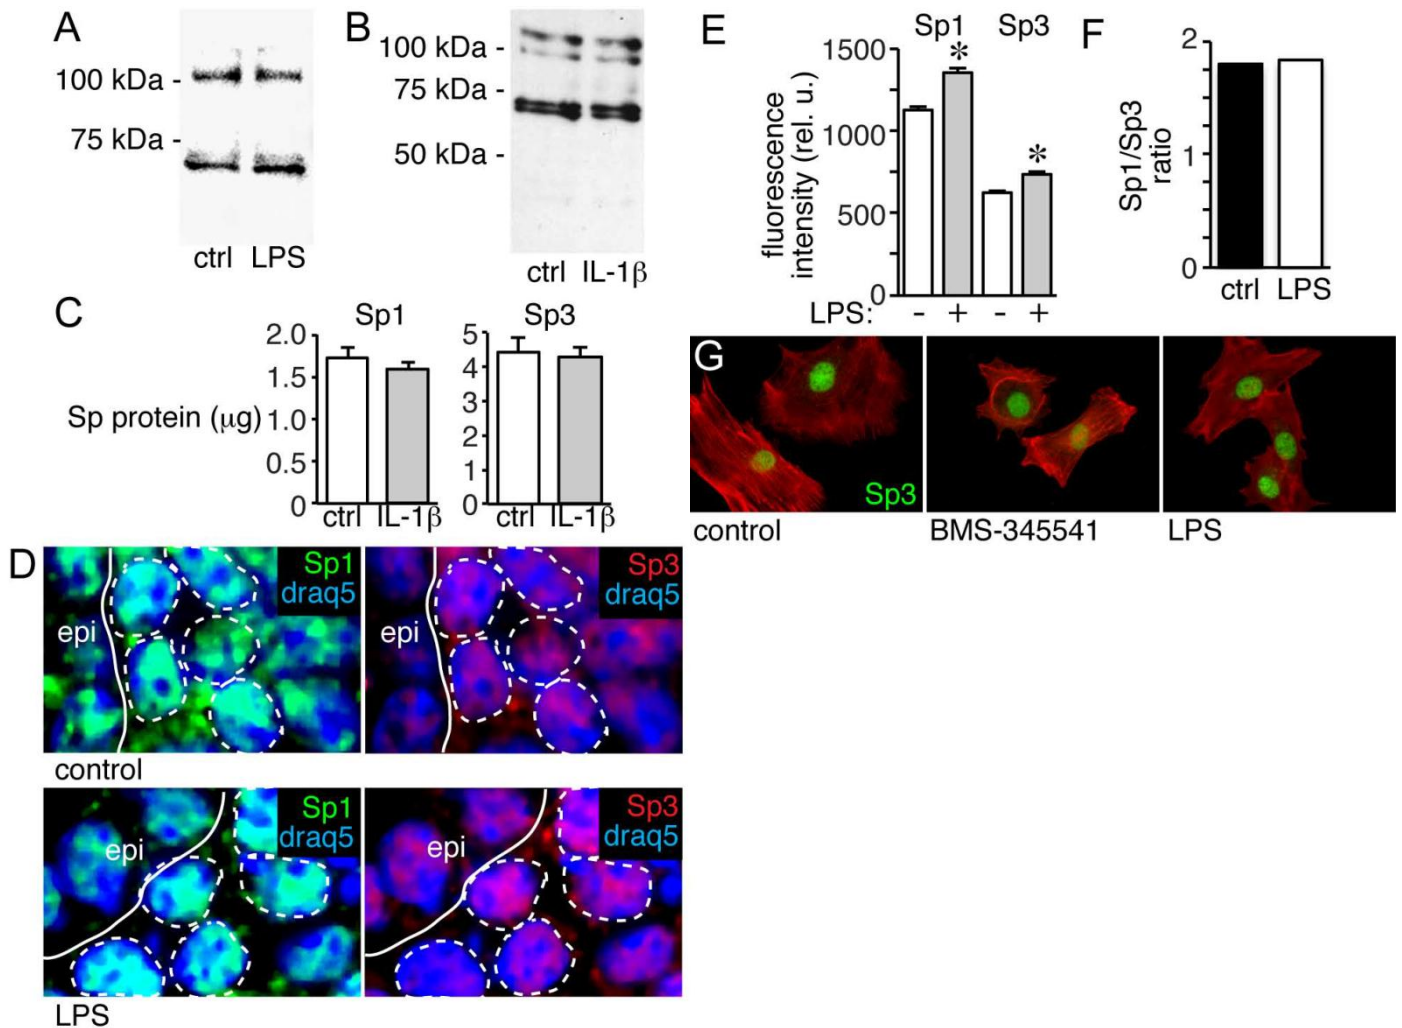 A
100 kDa -
75 kDa -
ctrl LPS
B
100 kDa -
75 kDa -
50 kDa -
ctrl IL-1β
C
Sp1
Sp3
Sp protein (μg)
2.0
1.5
1.0
0.5
0
ctrl IL-1β
5
4
3
2
1
0
ctrl IL-1β
D
Sp1
draq5
epi
Sp3
draq5
control
Sp1
draq5
epi
Sp3
draq5
epi
LPS
E
Sp1 Sp3
fluorescence
intensity (rel. u.)
1500
1000
500
0
* *
LPS: - + - +
F
Sp1/Sp3
ratio
2
1
0
ctrl LPS
G
Sp3
control
BMS-345541
LPS